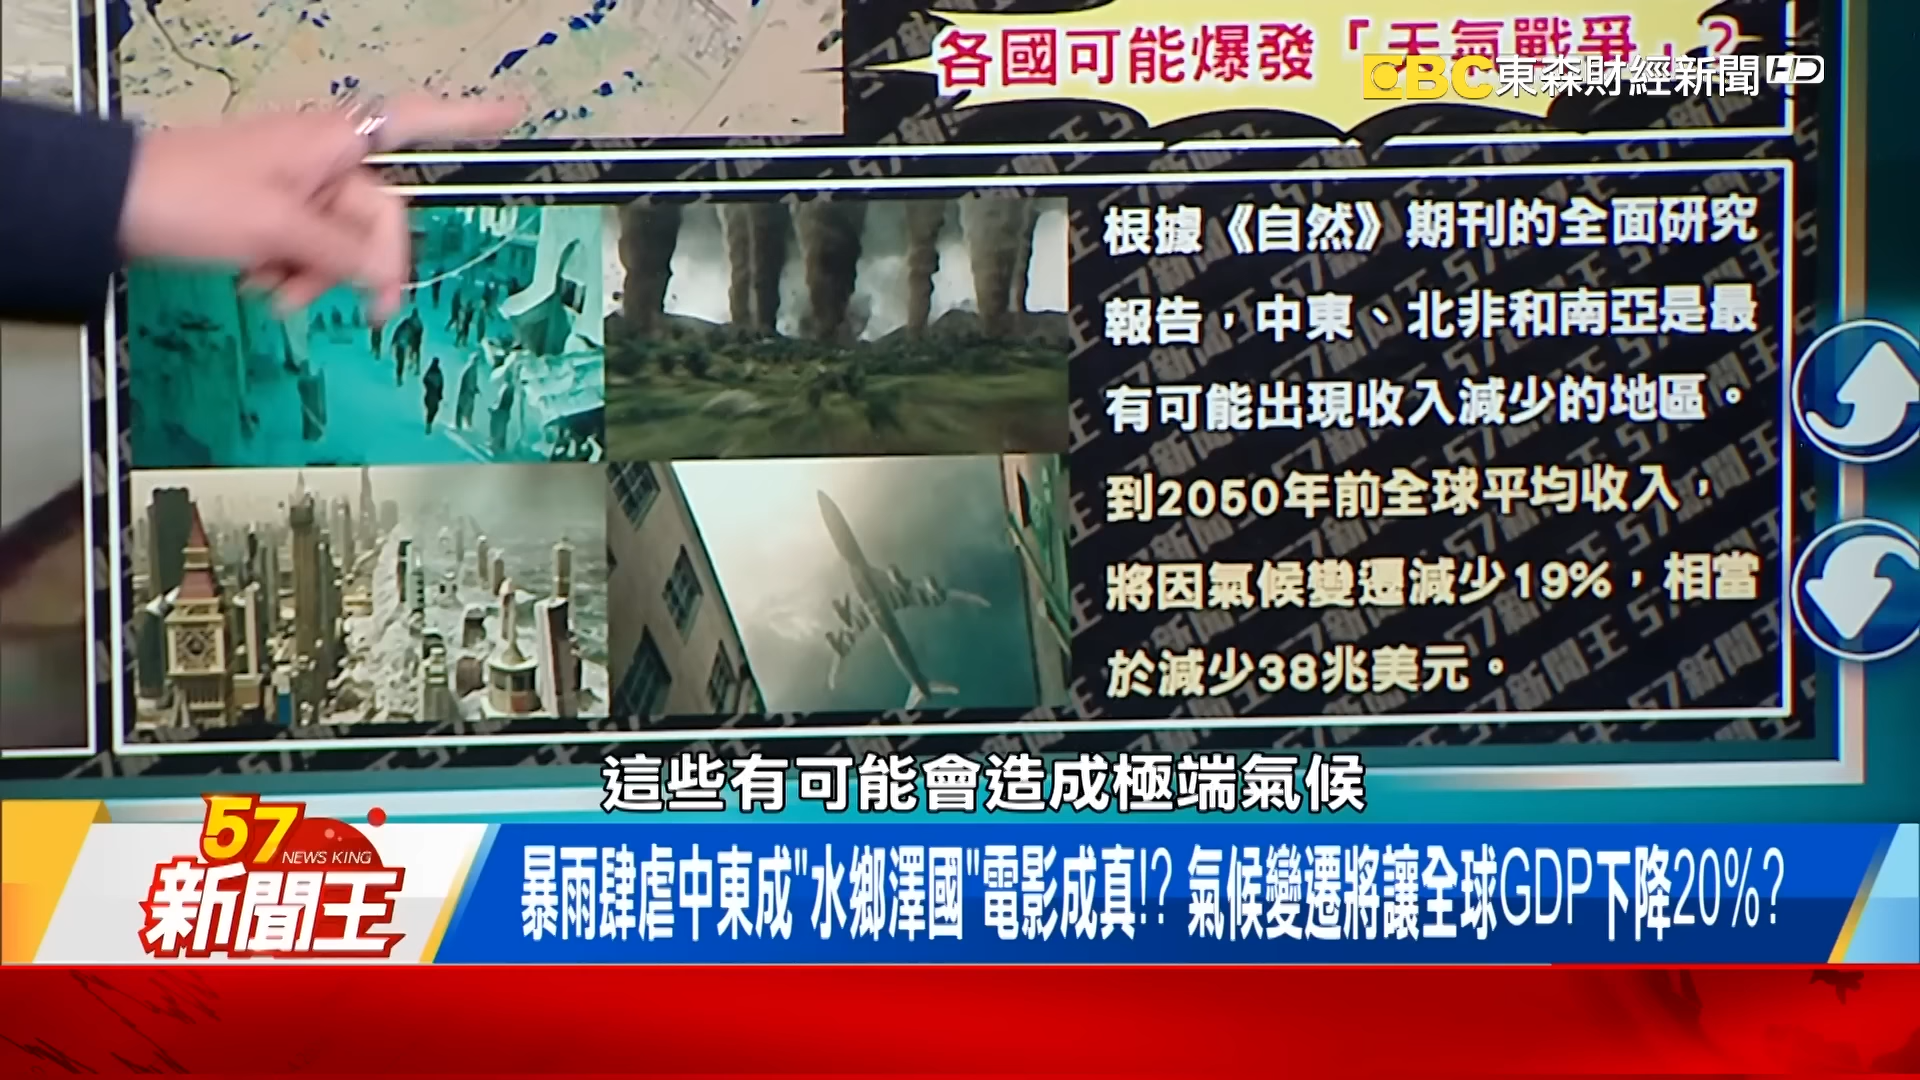 各國可能爆發「天氣戰爭」?
EBC東森財經新聞HD
根據《自然》期刊的全面研究
報告，中東、北非和南亞是最
有可能出現收入減少的地區。
到2050年前全球平均收入，
將因氣候變遷減少19%，相當
於減少38兆美元。
這些有可能會造成極端氣候
57
NEWS KING
新聞王
暴雨肆虐中東成"水鄉澤國"電影成真!? 氣候變遷將讓全球GDP下降20%?